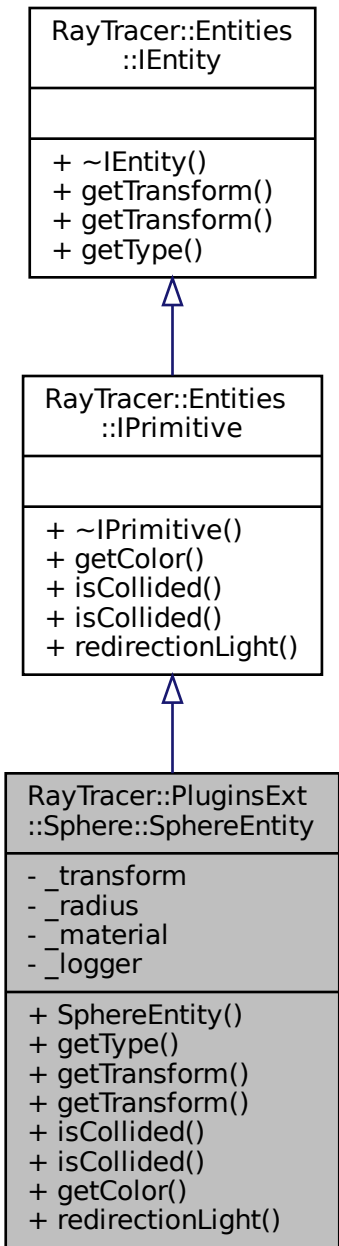 RayTracer::Entities
::IEntity
+ ~IEntity()
+ getTransform()
+ getTransform()
+ getType()
RayTracer::Entities
::IPrimitive
+ ~IPrimitive()
+ getColor()
+ isCollided()
+ isCollided()
+ redirectionLight()
RayTracer::PluginsExt
::Sphere::SphereEntity
- _transform
- _radius
- _material
- _logger
+ SphereEntity()
+ getType()
+ getTransform()
+ getTransform()
+ isCollided()
+ isCollided()
+ getColor()
+ redirectionLight()